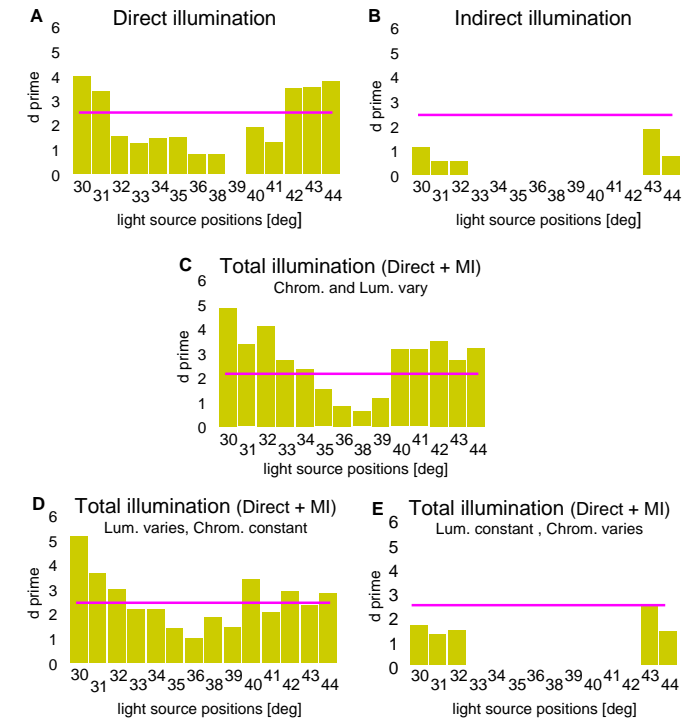 A Direct illumination
6
5
4
3
2
1
0
d prime
30 31 32 33 34 35 36 38 39 40 41 42 43 44
light source positions [deg]
B Indirect illumination
6
5
4
3
2
1
0
d prime
30 31 32 33 34 35 36 38 39 40 41 42 43 44
light source positions [deg]
C Total illumination (Direct + MI)
Chrom. and Lum. vary
6
5
4
3
2
1
0
d prime
30 31 32 33 34 35 36 38 39 40 41 42 43 44
light source positions [deg]
D Total illumination (Direct + MI)
Lum. varies, Chrom. constant
6
5
4
3
2
1
0
d prime
30 31 32 33 34 35 36 38 39 40 41 42 43 44
light source positions [deg]
E Total illumination (Direct + MI)
Lum. constant , Chrom. varies
6
5
4
3
2
1
0
d prime
30 31 32 33 34 35 36 38 39 40 41 42 43 44
light source positions [deg]